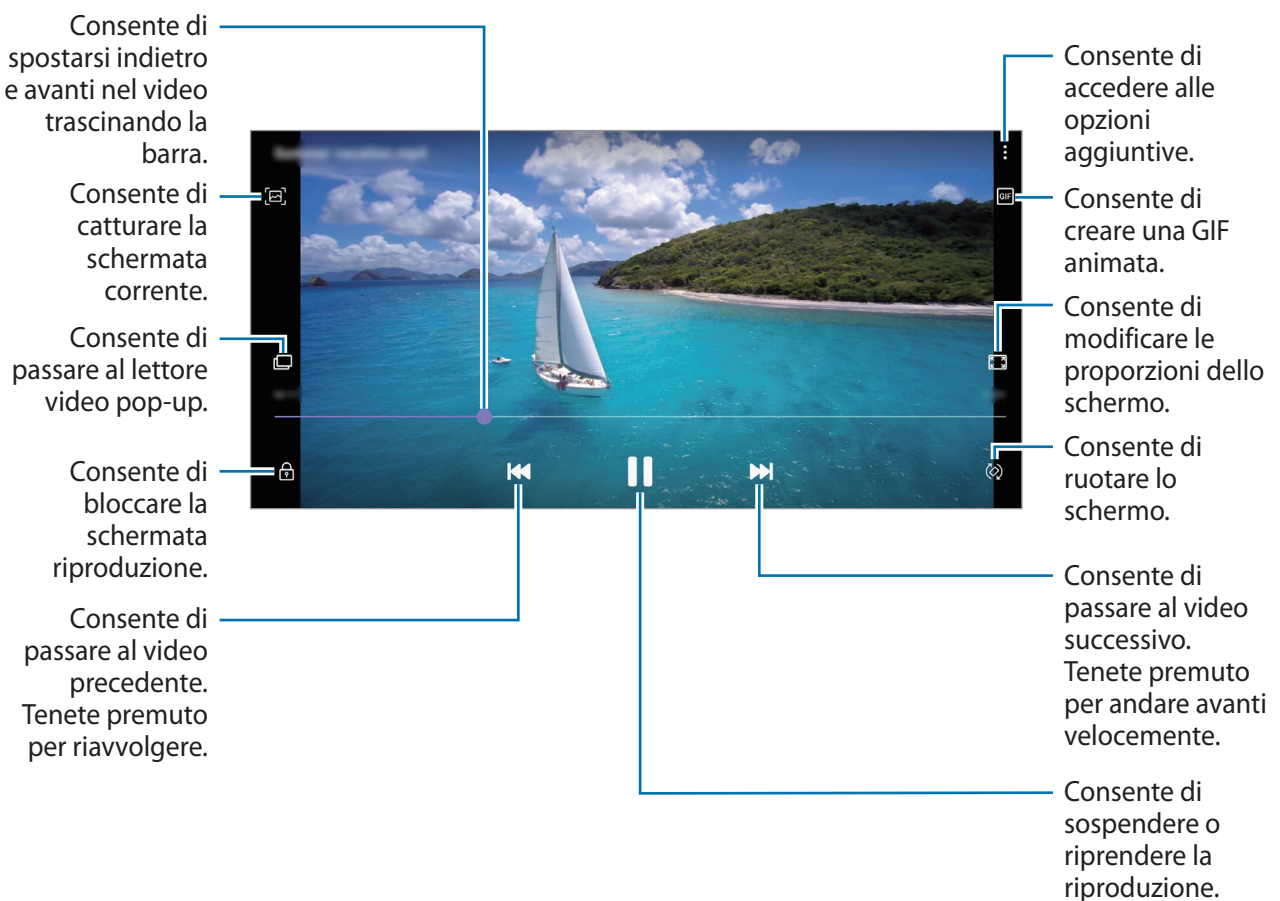 Consente di
spostarsi indietro
e avanti nel video
trascinando la
barra.
Consente di
catturare la
schermata
corrente.
Consente di
passare al lettore
video pop-up.
Consente di
bloccare la
schermata
riproduzione.
Consente di
passare al video
precedente.
Tenete premuto
per riavvolgere.
GIF
Consente di
accedere alle
opzioni
aggiuntive.
Consente di
creare una GIF
animata.
Consente di
modificare le
proporzioni dello
schermo.
Consente di
ruotare lo
schermo.
Consente di
passare al video
successivo.
Tenete premuto
per andare avanti
velocemente.
Consente di
sospendere o
riprendere la
riproduzione.